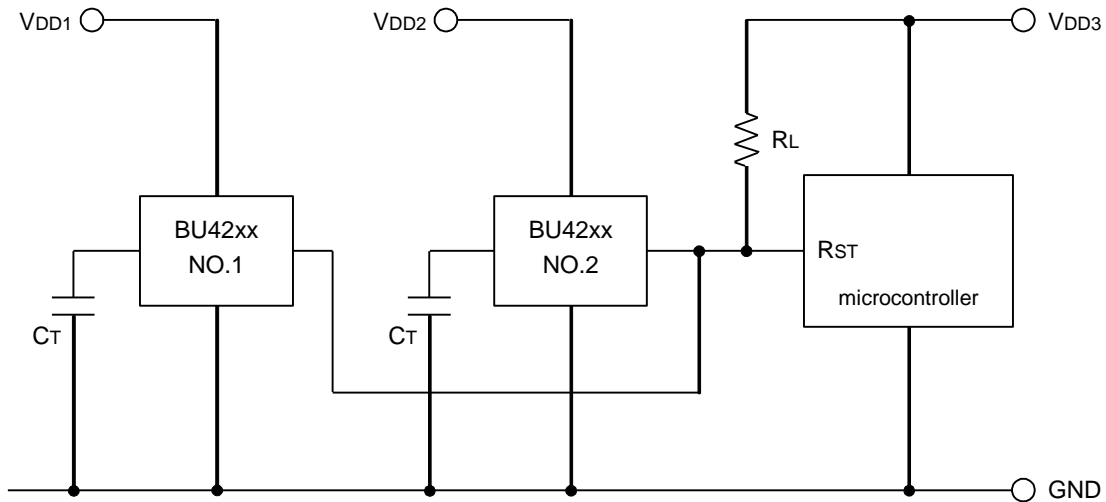 VDD1
VDD2
VDD3
RL
BU42xx
NO.1
BU42xx
NO.2
RST
microcontroller
CT
CT
GND